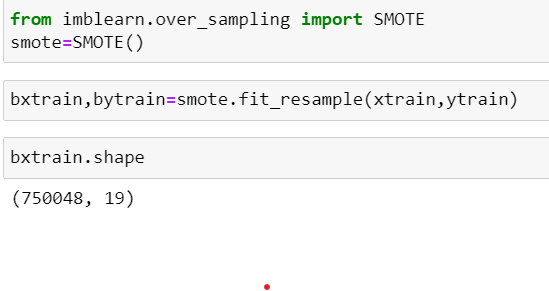 from imblearn.over_sampling import SMOTE
smote=SMOTE()
bxtrain,bytrain=smote.fit_resample(xtrain,ytrain)
bxtrain.shape
(750048, 19)